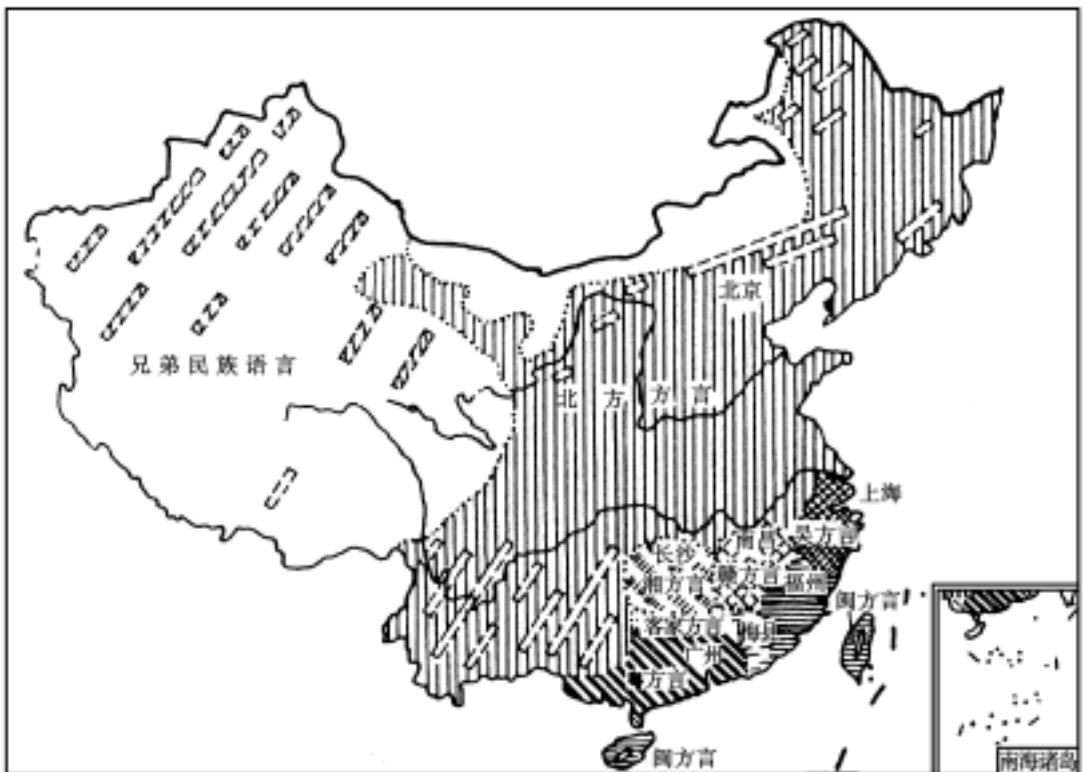 北京
兄弟民族语言
北方方言
上海
南昌
吴方言
长沙
湘方言
赣方言
福州
闽方言
客家方言
梅县
广州
粤方言
闽方言
南海诸岛